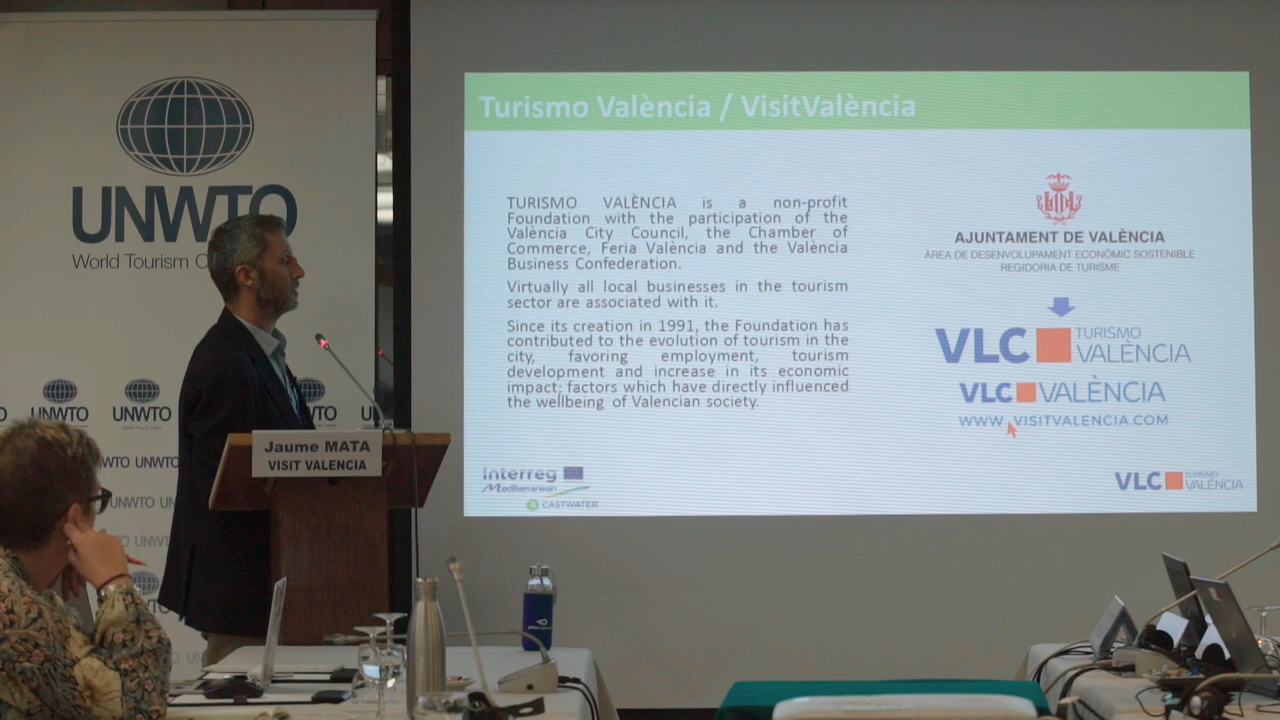 UNWTO
World Tourism O
UNWTO
UNWTO
UNWTO
WTO UNWTO
UNWTO UN
UNWT
Jaume MATA
VISIT VALENCIA
Turismo València / VisitValència
TURISMO VALÈNCIA is a non-profit
Foundation with the participation of the
València City Council, the Chamber of
Commerce, Feria València and the València
Business Confederation.
Virtually all local businesses in the tourism
sector are associated with it.
Since its creation in 1991, the Foundation has
contributed to the evolution of tourism in the
city, favoring employment, tourism
development and increase in its economic
impact; factors which have directly influenced
the wellbeing of Valencian society.
AJUNTAMENT DE VALÈNCIA
ÀREA DE DESENVOLUPAMENT ECONÒMIC SOSTENIBLE
REGIDORIA DE TURISME
VLC TURISMO
VALÈNCIA
VLC VALÈNCIA
WWW.VISITVALENCIA.COM
Interreg
Mediterranean
CASTWATER
VLC TURISMO
VALÈNCIA